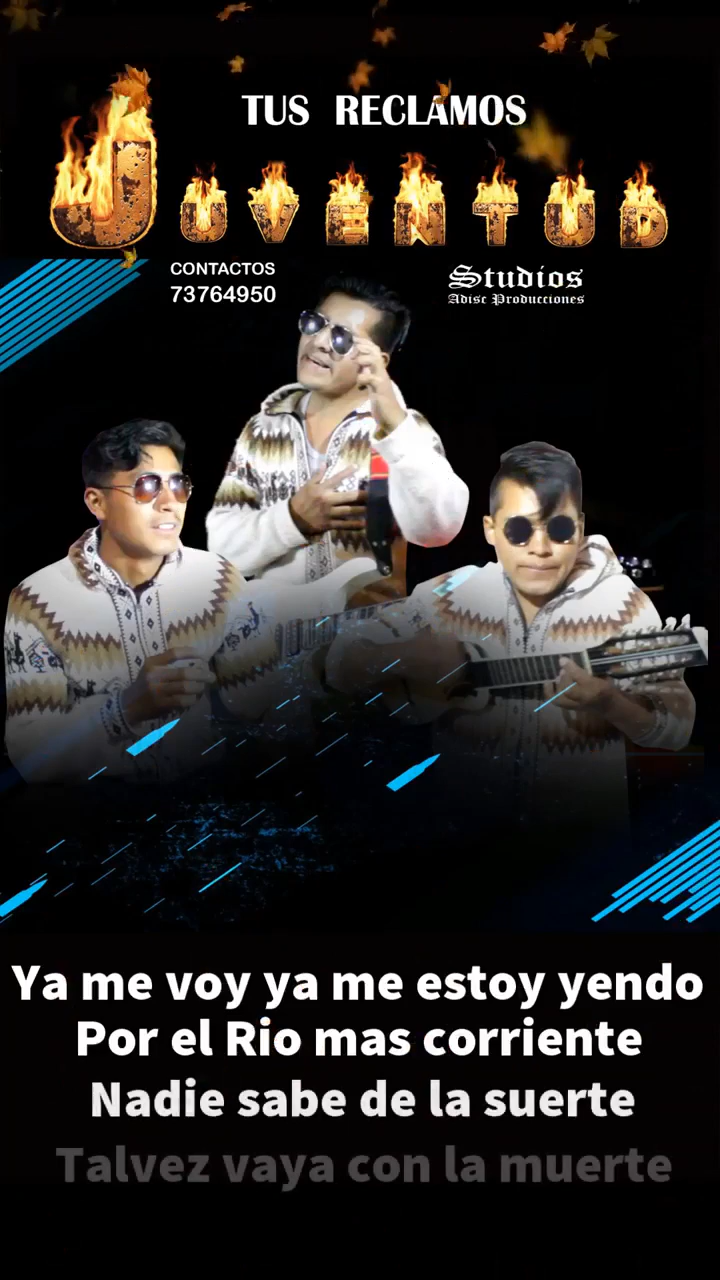 TUS RECLAMOS
JUVENTUD
CONTACTOS
73764950
Studios
Adisc Producciones
Ya me voy ya me estoy yendo
Por el Rio mas corriente
Nadie sabe de la suerte
Talvez vaya con la muerte